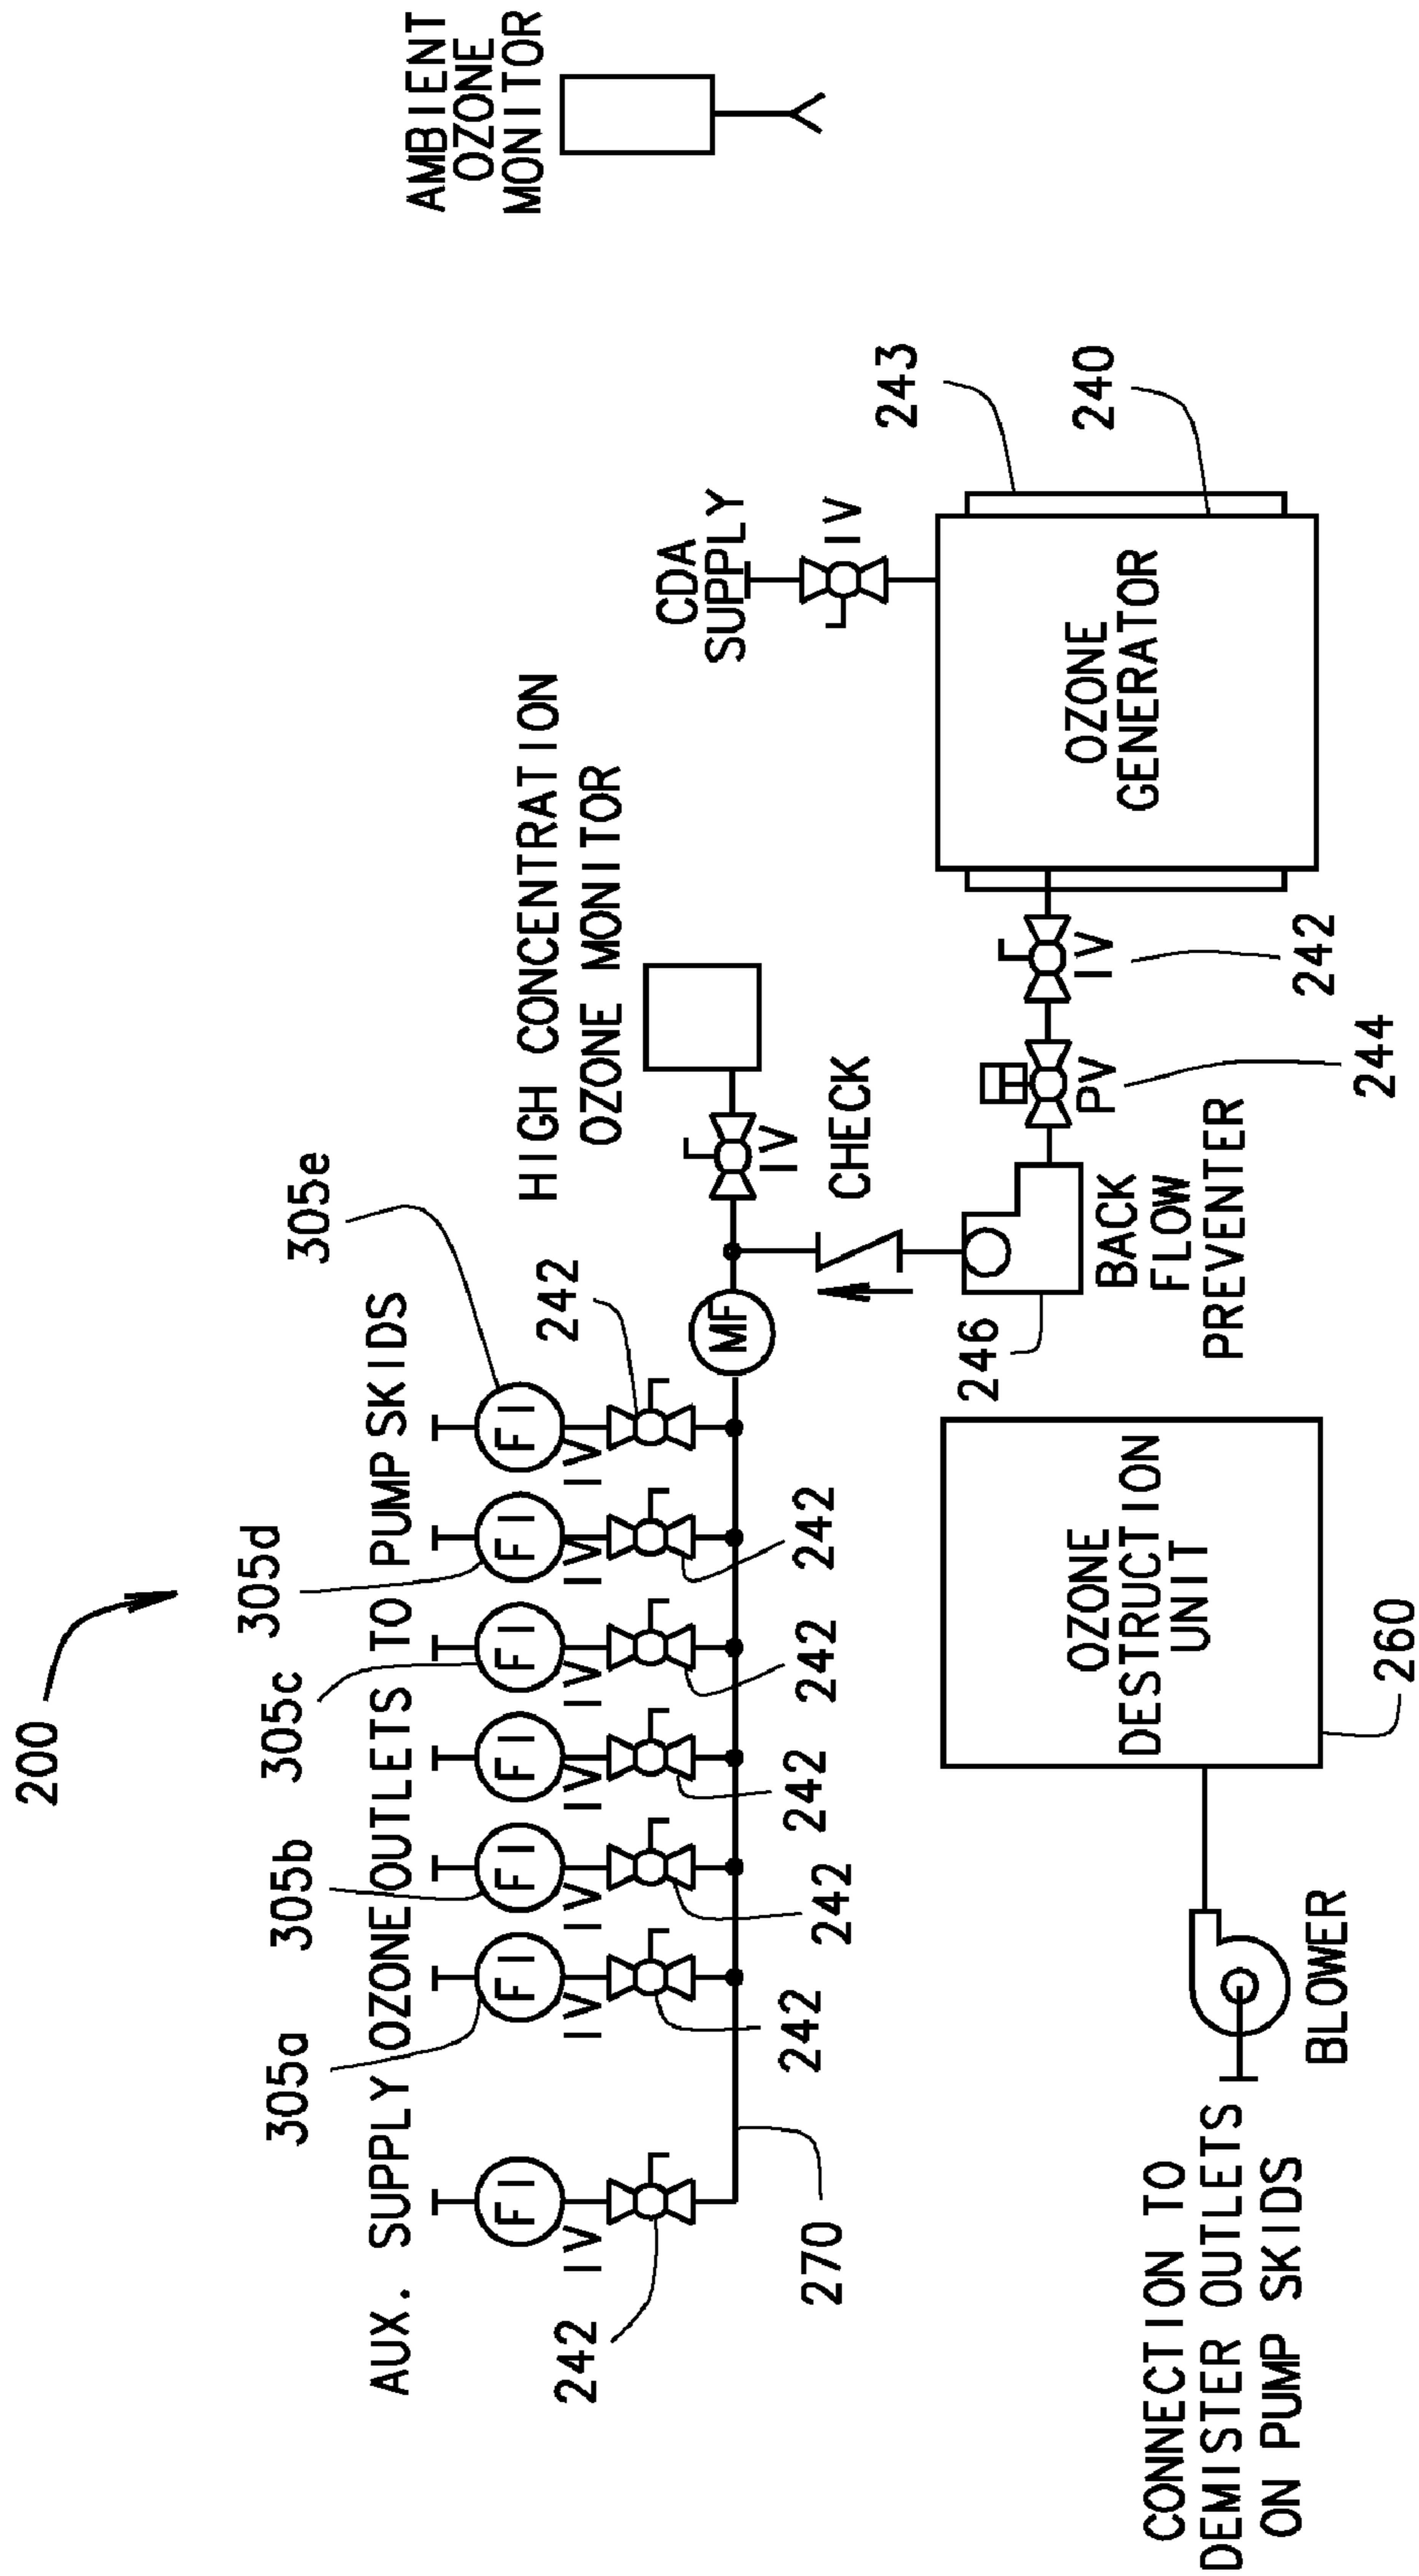 200
305a
305b
305c
305d
305e
AUX. SUPPLY OZONE OUTLETS TO PUMP SKIDS
FI
FI
FI
FI
FI
FI
FI
IV
IV
IV
IV
IV
IV
IV
242
242
242
242
242
242
242
270
MF
HIGH CONCENTRATION
OZONE MONITOR
IV
CHECK
AMBIENT
OZONE
MONITOR
CDA
SUPPLY
IV
243
240
OZONE
GENERATOR
IV
242
PV
244
BACK
FLOW
PREVENTER
246
OZONE
DESTRUCTION
UNIT
260
BLOWER
CONNECTION TO
DEMISTER OUTLETS
ON PUMP SKIDS